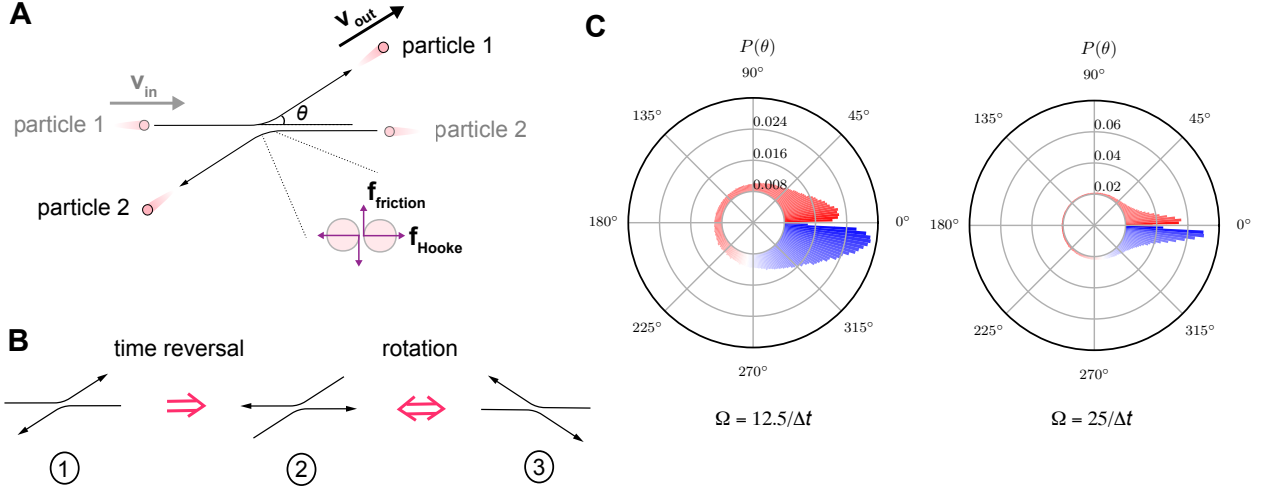 A
v_out
particle 1
v_in
θ
particle 1
particle 2
particle 2
f_friction
f_Hooke
B
time reversal
rotation
1
2
3
C
P(θ)
90°
135°
45°
0.024
0.016
0.008
180°
0°
225°
315°
270°
Ω = 12.5/Δt
P(θ)
90°
135°
45°
0.06
0.04
0.02
180°
0°
225°
315°
270°
Ω = 25/Δt